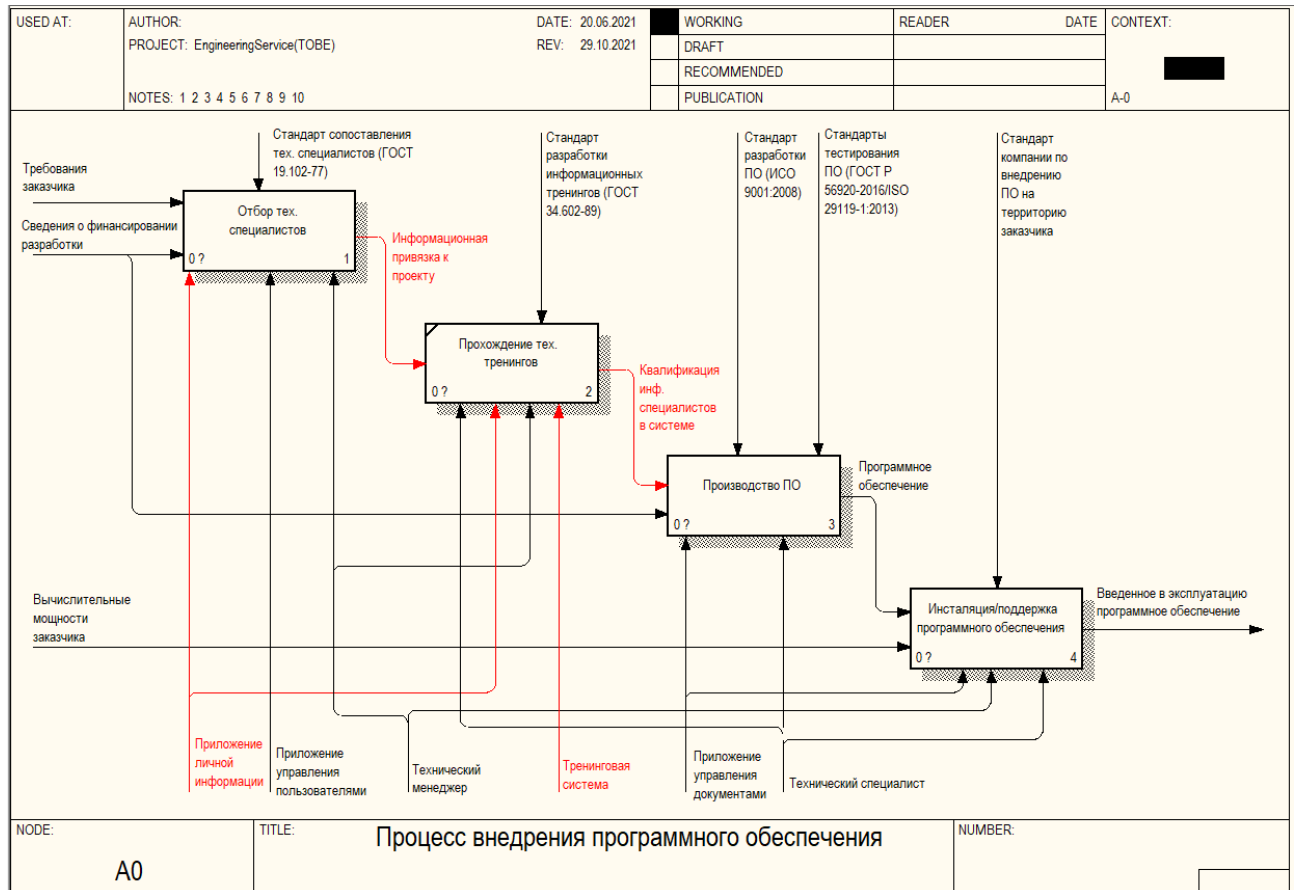 USED AT:
AUTHOR:
DATE: 20.06.2021
PROJECT: EngineeringService(TOBE)
REV: 29.10.2021
NOTES: 1 2 3 4 5 6 7 8 9 10
WORKING
DRAFT
RECOMMENDED
PUBLICATION
READER
DATE
CONTEXT:
A-0
Требования
заказчика
Сведения о финансировании
разработки
Стандарт сопоставления
тех. специалистов (ГОСТ
19.102-77)
Стандарт
разработки
информационных
тренингов (ГОСТ
34.602-89)
Стандарт
разработки
ПО (ИСО
9001:2008)
Стандарты
тестирования
ПО (ГОСТ Р
56920-2016/ISO
29119-1:2013)
Стандарт
компании по
внедрению
ПО на
территорию
заказчика
Отбор тех.
специалистов
0 ?
1
Информационная
привязка к
проекту
Прохождение тех.
тренингов
0 ?
2
Квалификация
инф.
специалистов
в системе
Производство ПО
0 ?
3
Программное
обеспечение
Вычислительные
мощности
заказчика
Инсталяция/поддержка
программного обеспечения
0 ?
4
Введенное в эксплуатацию
программное обеспечение
Приложение
личной
информации
Приложение
управления
пользователями
Технический
менеджер
Тренинговая
система
Приложение
управления
документами
Технический специалист
NODE:
A0
TITLE:
Процесс внедрения программного обеспечения
NUMBER: